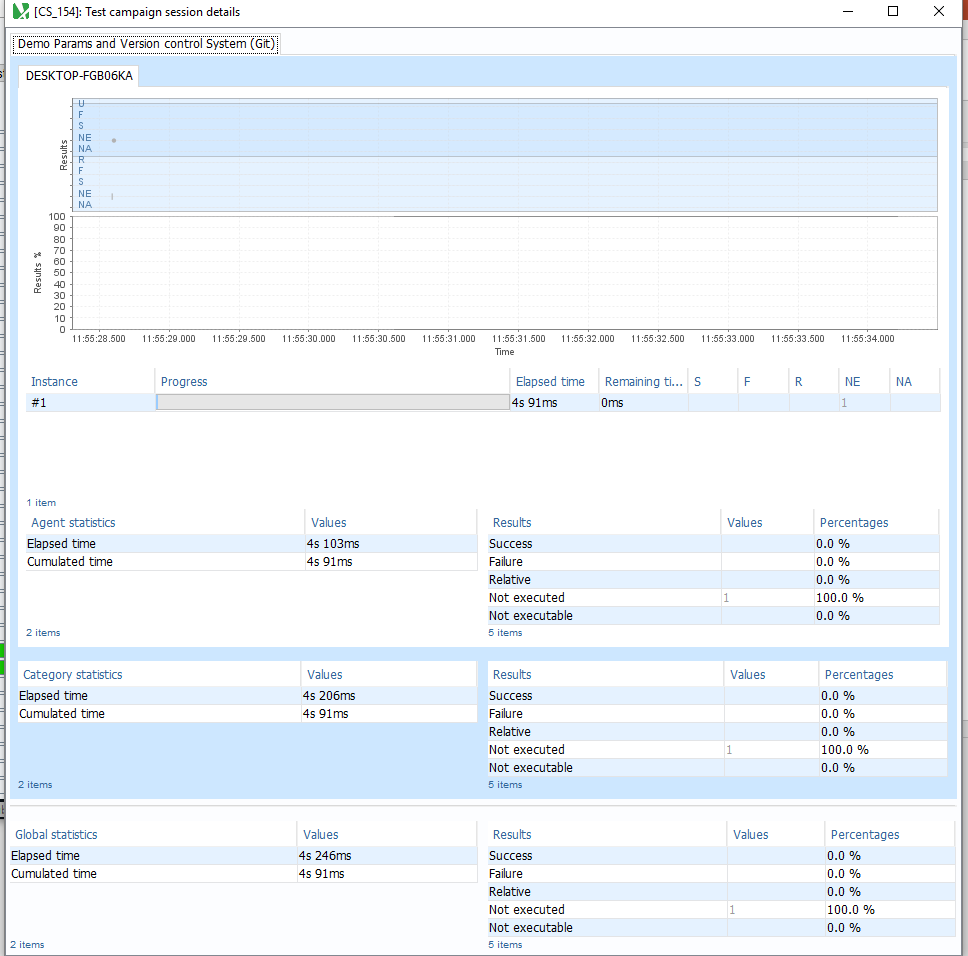 [CS_154]: Test campaign session details
Demo Params and Version control System (Git)
DESKTOP-FGB06KA
Results
U
F
S
NE
NA
R
F
S
NE
NA
Results %
100
90
80
70
60
50
40
30
20
10
0
11:55:28.500 11:55:29.000 11:55:29.500 11:55:30.000 11:55:30.500 11:55:31.000 11:55:31.500 11:55:32.000 11:55:32.500 11:55:33.000 11:55:33.500 11:55:34.000
Time
Instance Progress Elapsed time Remaining ti... S F R NE NA
#1 4s 91ms 0ms 1
1 item
Agent statistics Values Results Values Percentages
Elapsed time 4s 103ms Success 0.0 %
Cumulated time 4s 91ms Failure 0.0 %
Relative 0.0 %
Not executed 1 100.0 %
Not executable 0.0 %
2 items 5 items
Category statistics Values Results Values Percentages
Elapsed time 4s 206ms Success 0.0 %
Cumulated time 4s 91ms Failure 0.0 %
Relative 0.0 %
Not executed 1 100.0 %
Not executable 0.0 %
2 items 5 items
Global statistics Values Results Values Percentages
Elapsed time 4s 246ms Success 0.0 %
Cumulated time 4s 91ms Failure 0.0 %
Relative 0.0 %
Not executed 1 100.0 %
Not executable 0.0 %
2 items 5 items